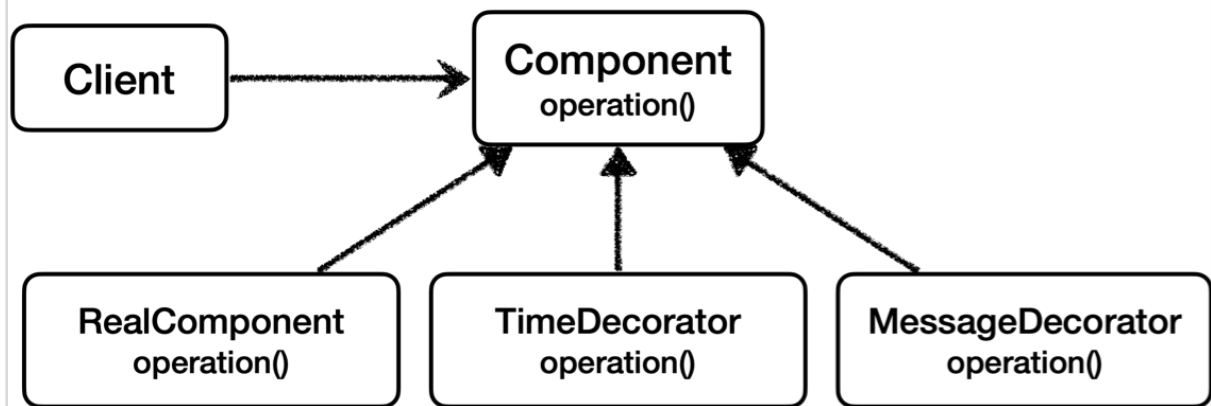 Client
Component
operation()
RealComponent
operation()
TimeDecorator
operation()
MessageDecorator
operation()